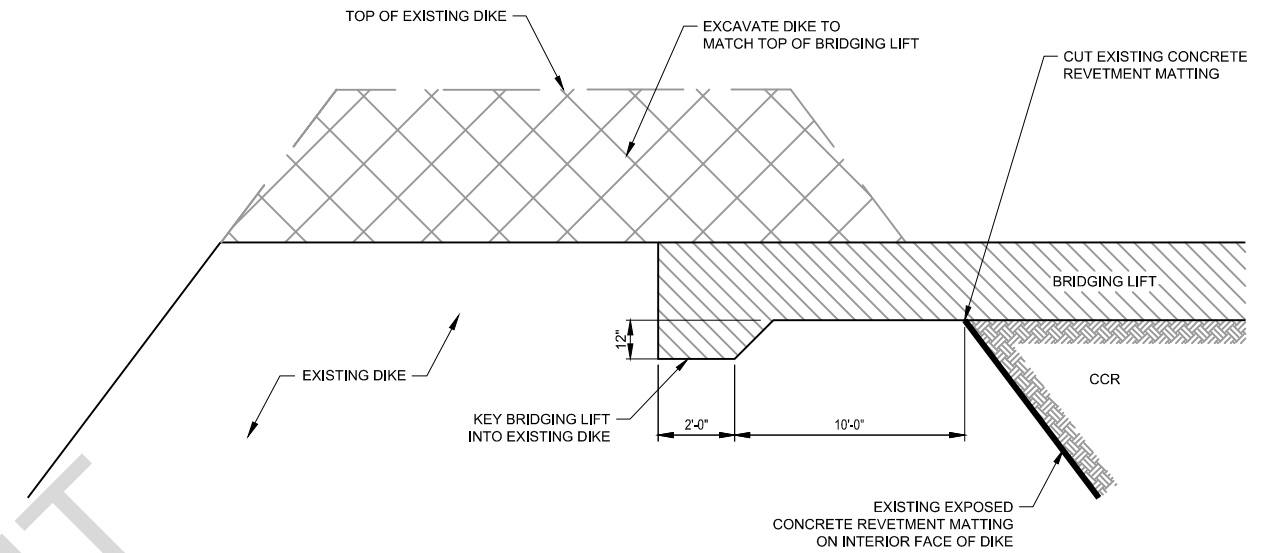 TOP OF EXISTING DIKE
EXCAVATE DIKE TO
MATCH TOP OF BRIDGING LIFT
CUT EXISTING CONCRETE
REVETMENT MATTING
BRIDGING LIFT
12"
CCR
EXISTING DIKE
KEY BRIDGING LIFT
INTO EXISTING DIKE
2'-0"
10'-0"
EXISTING EXPOSED
CONCRETE REVETMENT MATTING
ON INTERIOR FACE OF DIKE